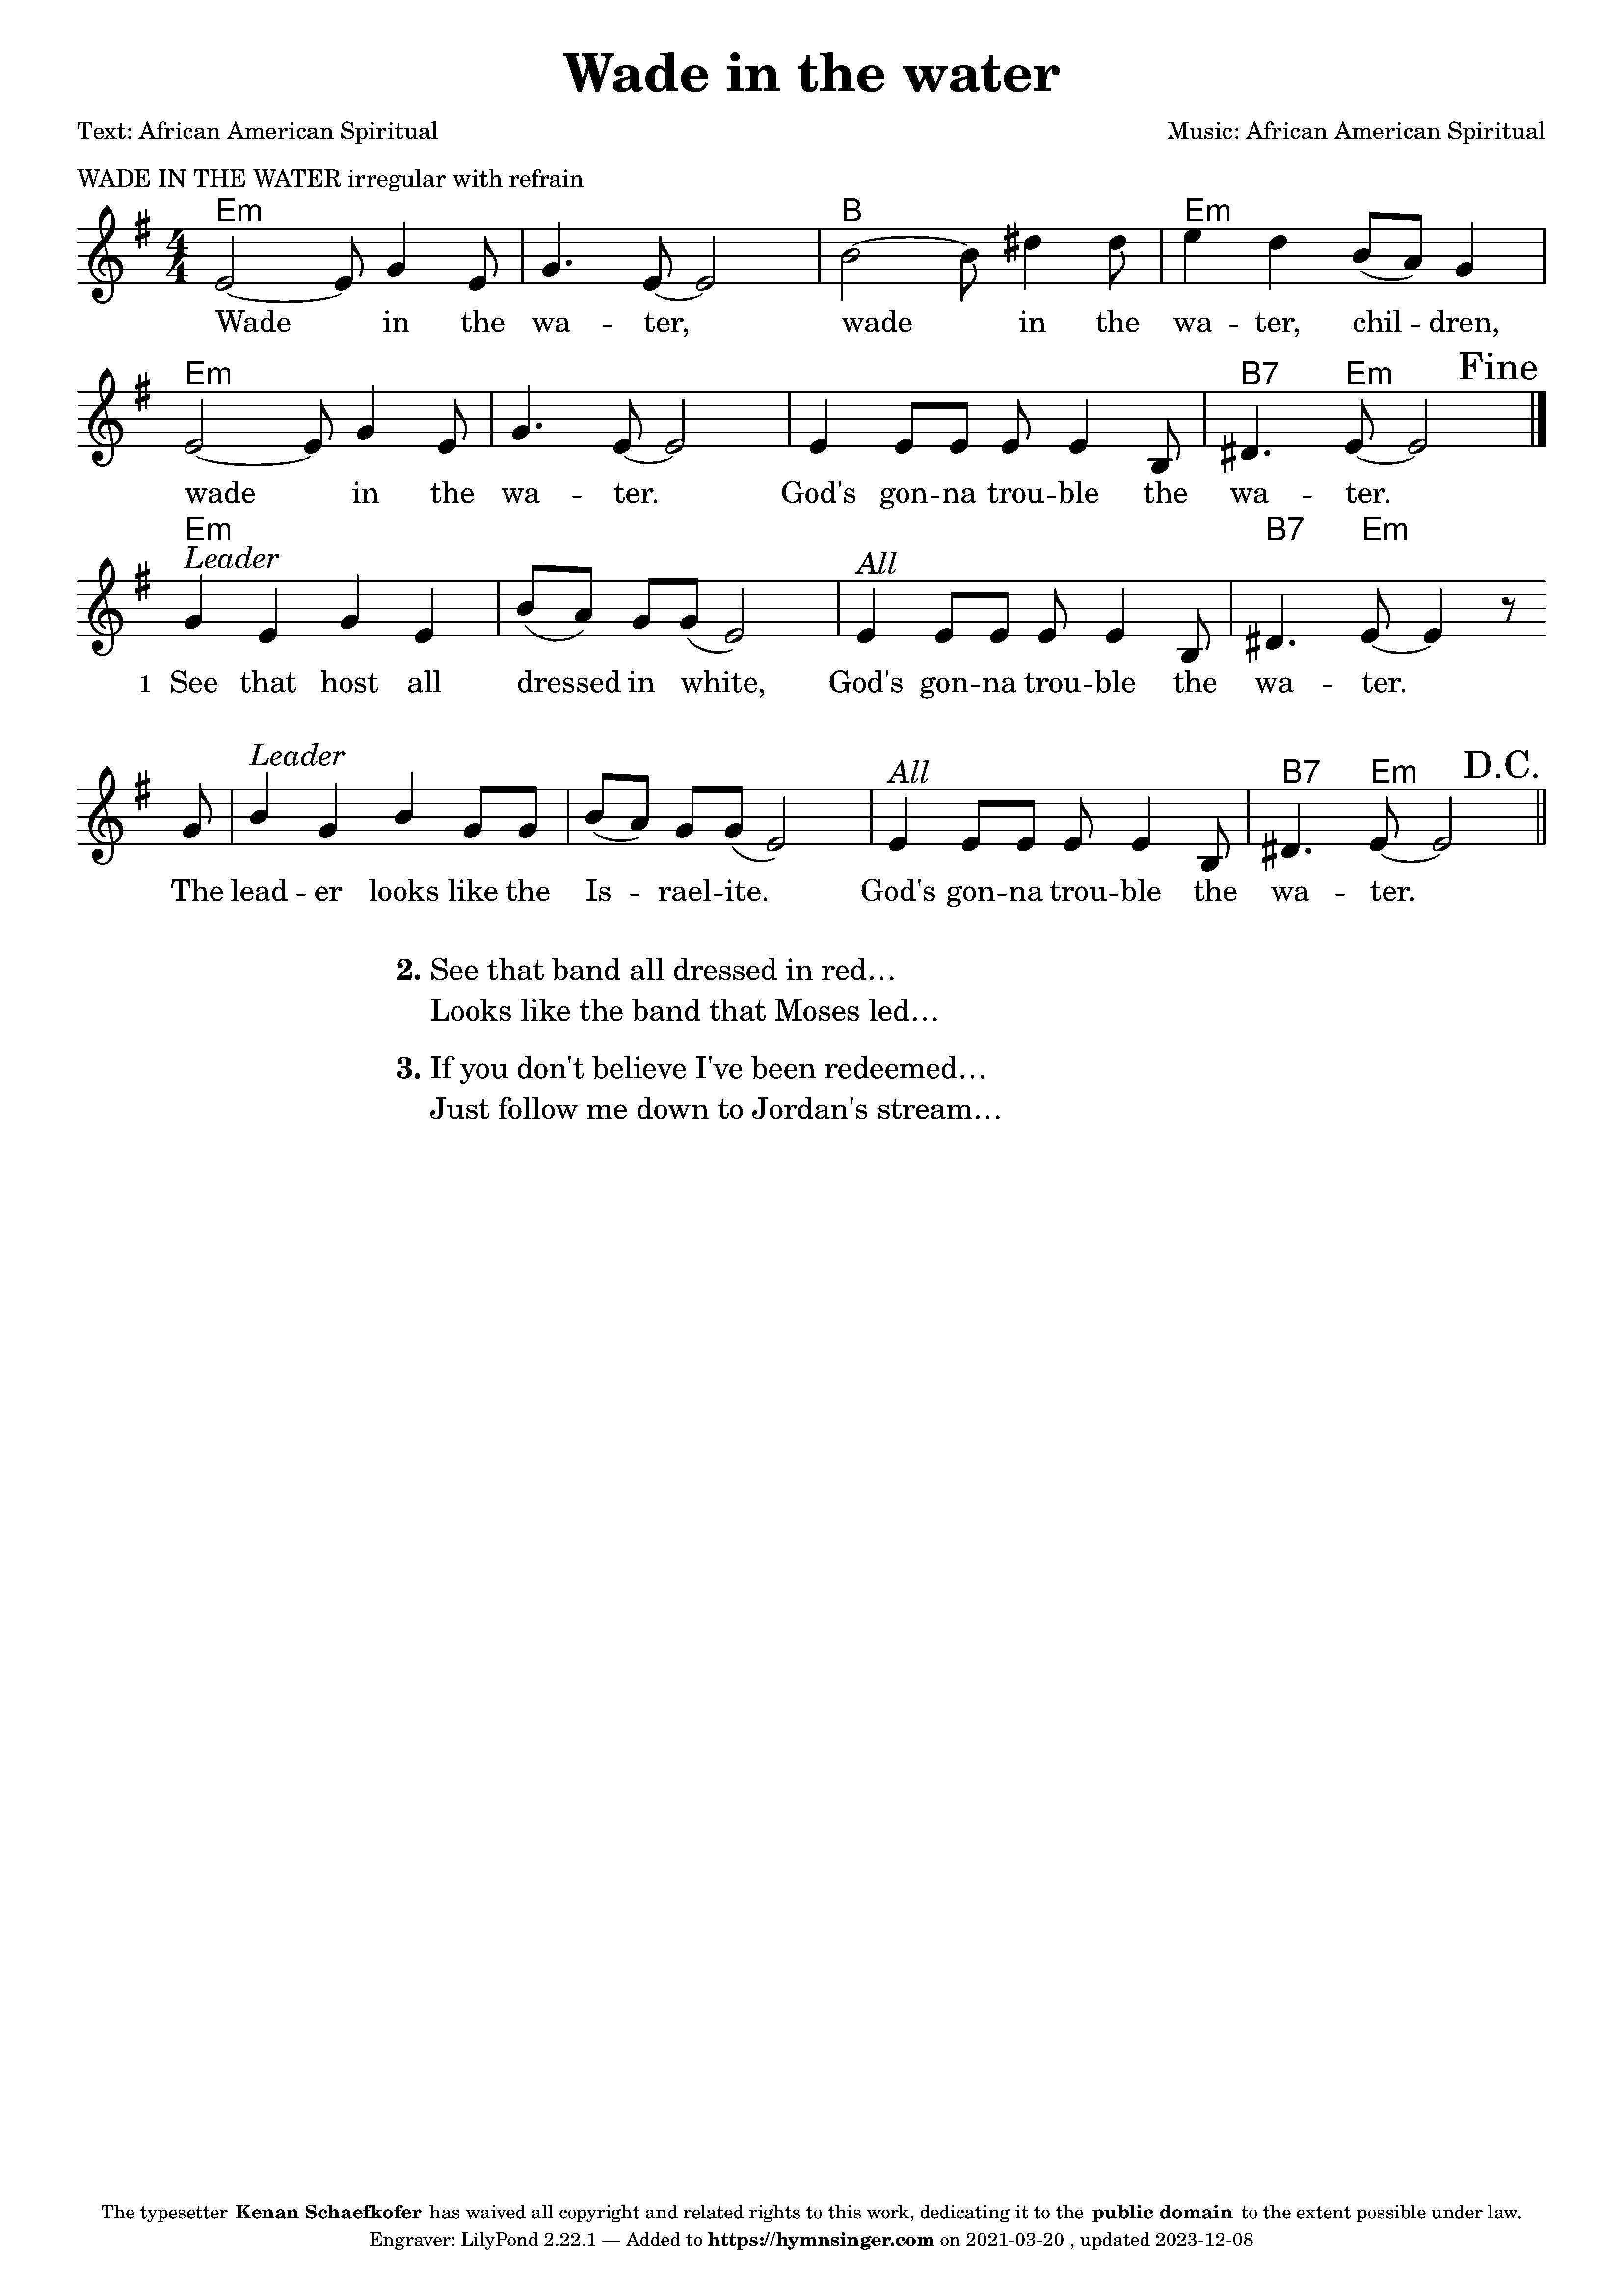 Wade in the water
Text: African American Spiritual
Music: African American Spiritual
WADE IN THE WATER irregular with refrain
Em B Em
4
4
Wade in the wa -- ter, wade in the wa -- ter, chil -- dren,
Em B7 Em Fine
wade in the wa -- ter. God's gon -- na trou -- ble the wa -- ter.
Em B7 Em
Leader All
1 See that host all dressed in white, God's gon -- na trou -- ble the wa -- ter.
Leader All B7 Em D.C.
The lead -- er looks like the Is -- rael -- ite. God's gon -- na trou -- ble the wa -- ter.
2. See that band all dressed in red…
Looks like the band that Moses led…
3. If you don't believe I've been redeemed…
Just follow me down to Jordan's stream…
The typesetter Kenan Schaefkofer has waived all copyright and related rights to this work, dedicating it to the public domain to the extent possible under law.
Engraver: LilyPond 2.22.1 — Added to https://hymnsinger.com on 2021-03-20 , updated 2023-12-08